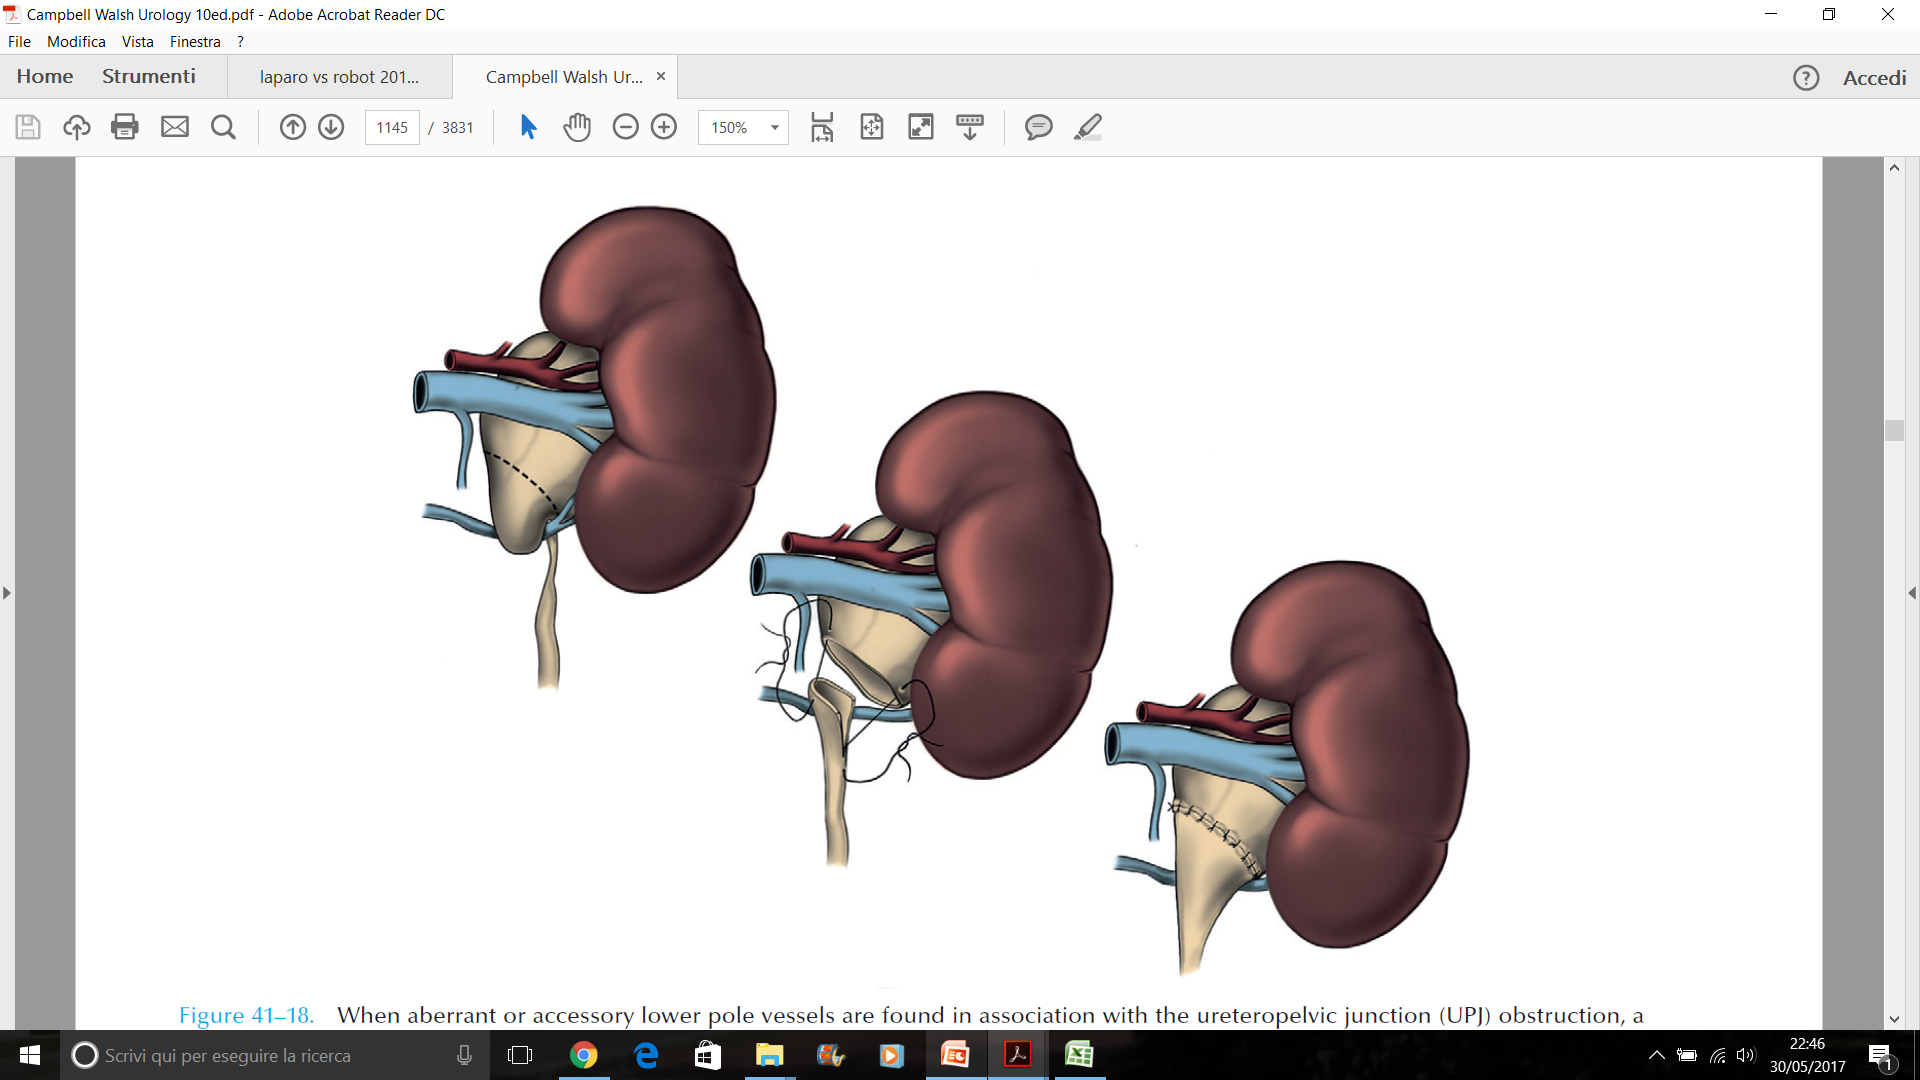 Campbell Walsh Urology 10ed.pdf - Adobe Acrobat Reader DC
File Modifica Vista Finestra ?
Home Strumenti laparo vs robot 201... Campbell Walsh Ur... × ? Accedi
1145 / 3831 150%
Figure 41–18. When aberrant or accessory lower pole vessels are found in association with the ureteropelvic junction (UPJ) obstruction, a
Scrivi qui per eseguire la ricerca
22:46
30/05/2017
1